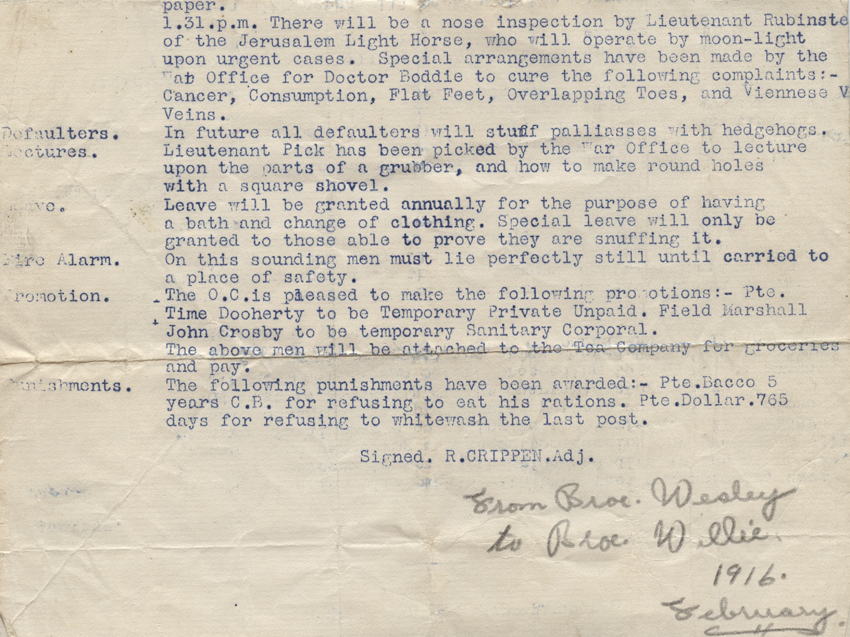 paper.
1.31.p.m. There will be a nose inspection by Lieutenant Rubinste
of the Jerusalem Light Horse, who will operate by moon-light
upon urgent cases. Special arrangements have been made by the
War Office for Doctor Boddie to cure the following complaints:-
Cancer, Consumption, Flat Feet, Overlapping Toes, and Viennese V
Veins.
Defaulters. In future all defaulters will stuff palliasses with hedgehogs.
Lectures. Lieutenant Pick has been picked by the War Office to lecture
upon the parts of a grubber, and how to make round holes
with a square shovel.
Leave. Leave will be granted annually for the purpose of having
a bath and change of clothing. Special leave will only be
granted to those able to prove they are snuffing it.
Fire Alarm. On this sounding men must lie perfectly still until carried to
a place of safety.
Promotion. The O.C.is pleased to make the following promotions:- Pte.
Time Dooherty to be Temporary Private Unpaid. Field Marshall
John Crosby to be temporary Sanitary Corporal.
The above men will be attached to the Tea Company for groceries
and pay.
Punishments. The following punishments have been awarded:- Pte.Bacco 5
years C.B. for refusing to eat his rations. Pte.Dollar.765
days for refusing to whitewash the last post.
Signed. R.CRIPPEN.Adj.
From Bro. Wesley
to Bro. Willie.
1916.
February.